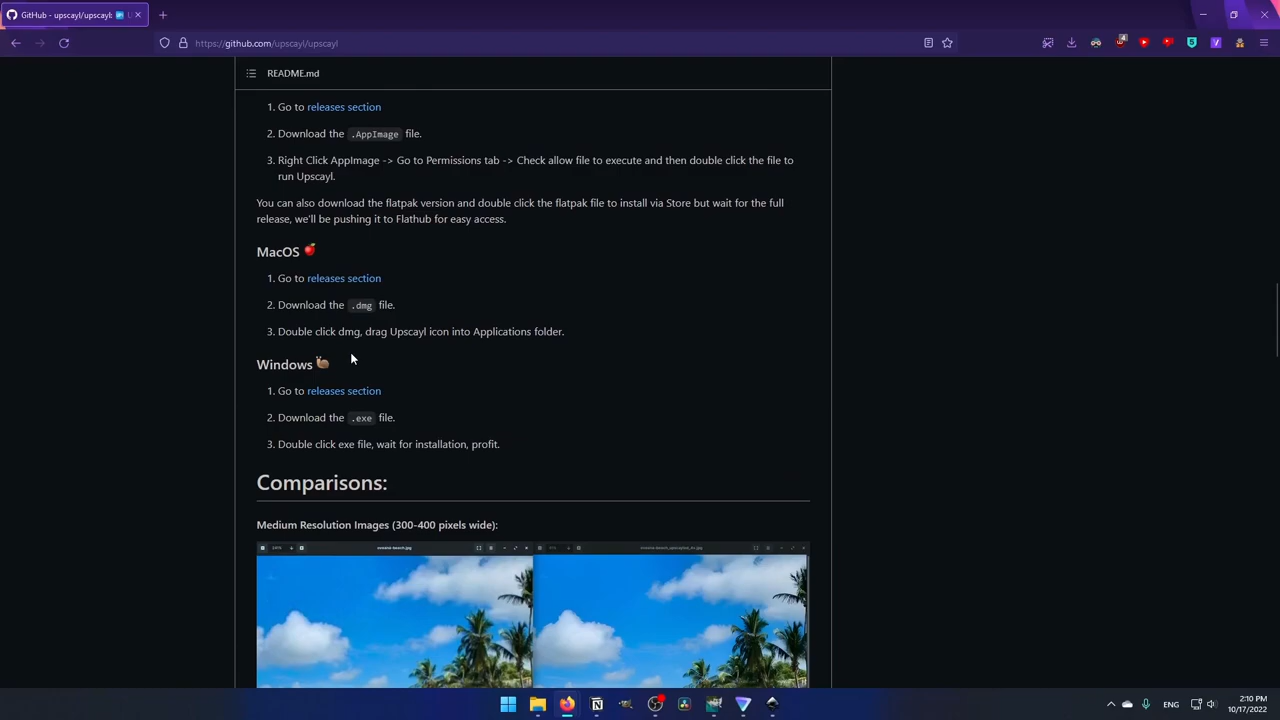 GitHub - upscayl/upscayl: U
https://github.com/upscayl/upscayl
README.md
1. Go to releases section
2. Download the .AppImage file.
3. Right Click AppImage -> Go to Permissions tab -> Check allow file to execute and then double click the file to
run Upscayl.
You can also download the flatpak version and double click the flatpak file to install via Store but wait for the full
release, we'll be pushing it to Flathub for easy access.
MacOS
1. Go to releases section
2. Download the .dmg file.
3. Double click dmg, drag Upscayl icon into Applications folder.
Windows
1. Go to releases section
2. Download the .exe file.
3. Double click exe file, wait for installation, profit.
Comparisons:
Medium Resolution Images (300-400 pixels wide):
ENG
2:10 PM
10/17/2022